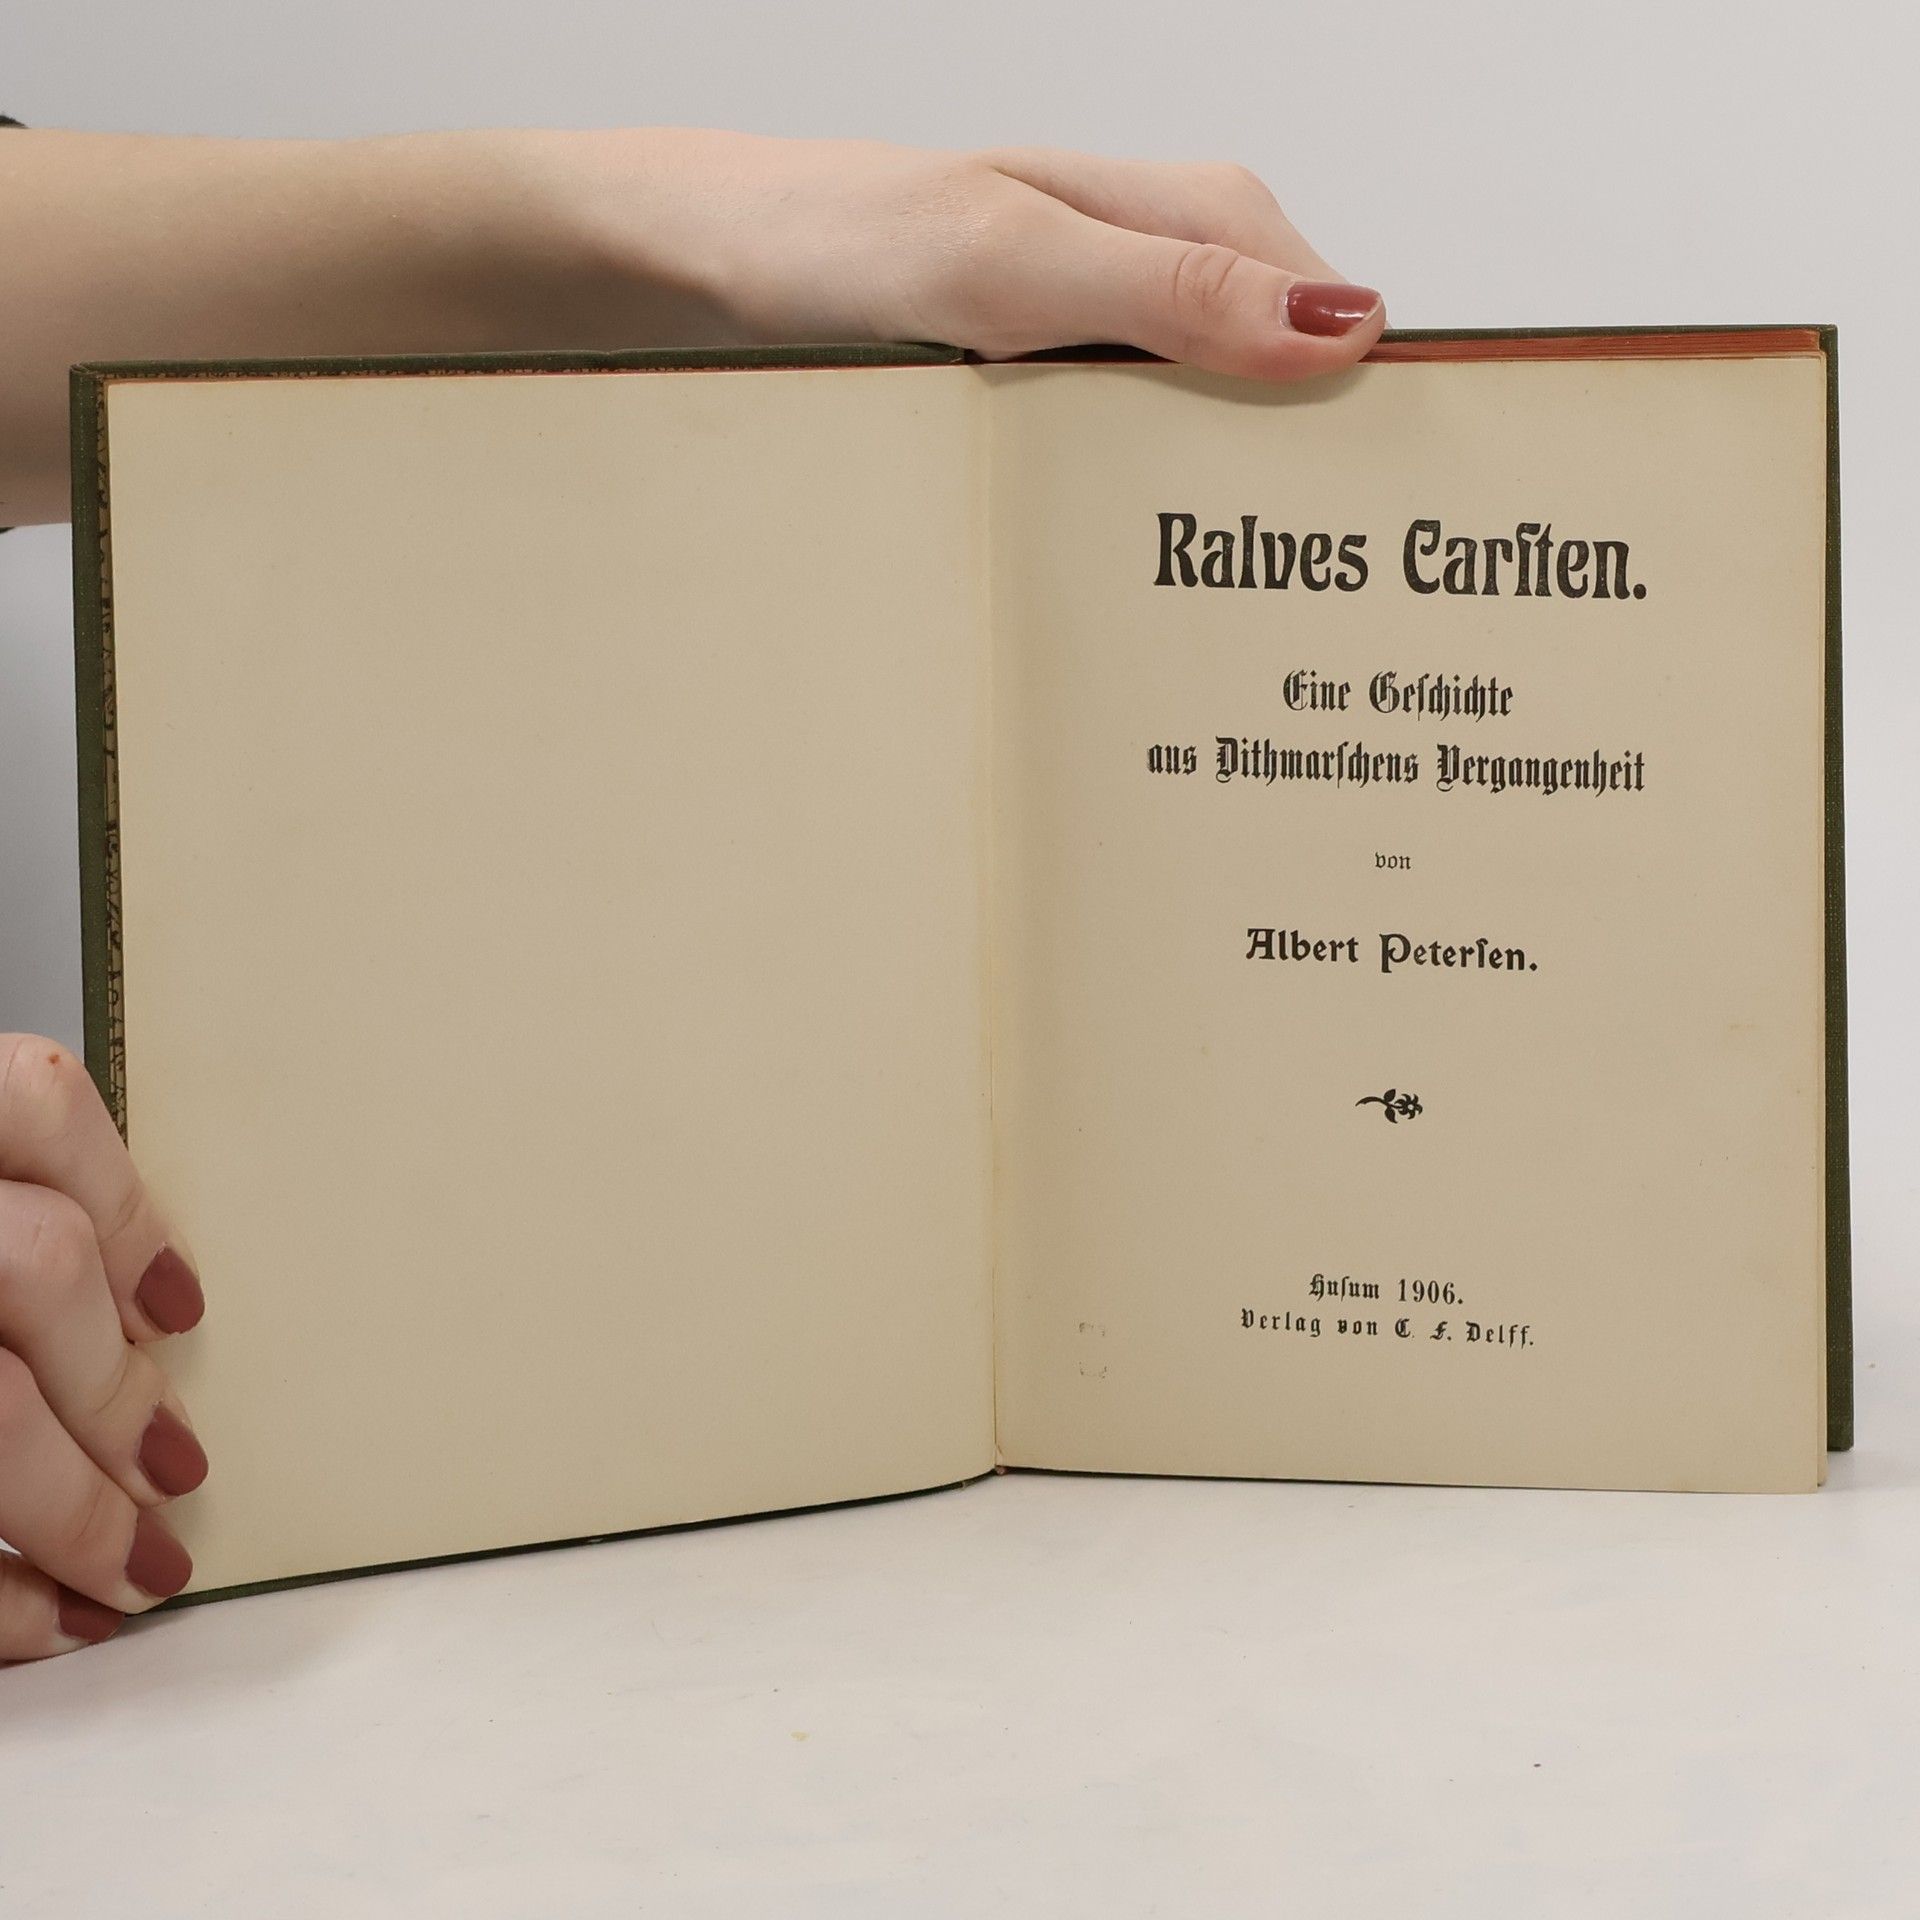 Ralves Carſten.
Eine Geſchichte
aus Dithmarſchens Vergangenheit
von
Albert Peterſen.
Huſum 1906.
Verlag von C. F. Delff.